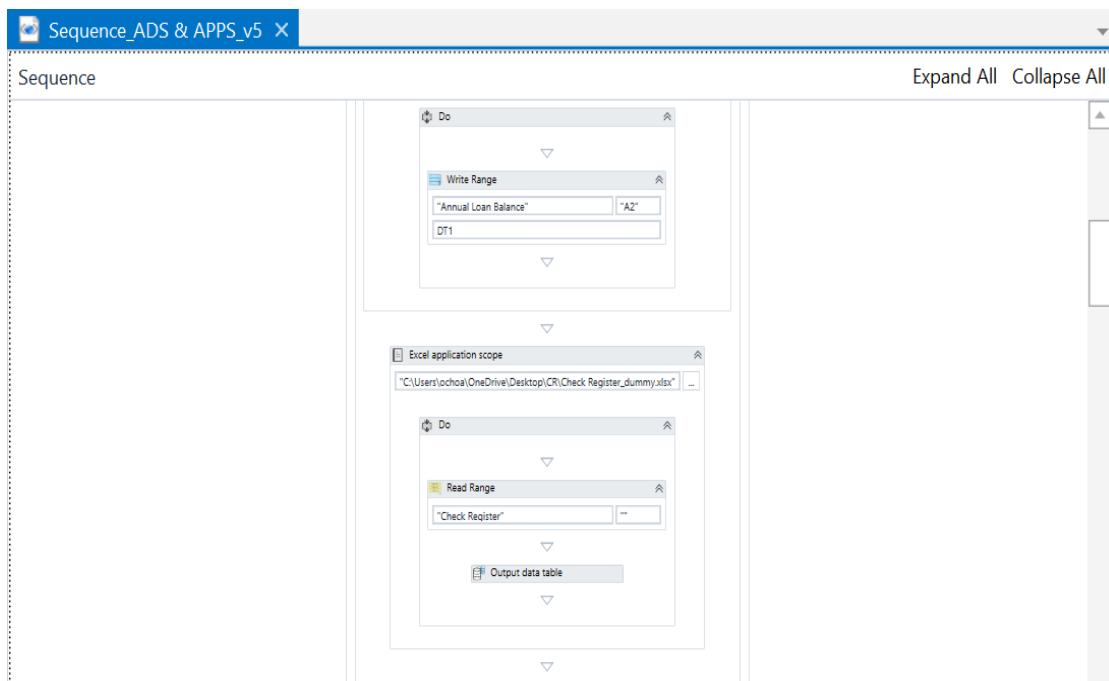 Sequence_ADS & APPS_v5
Sequence Expand All Collapse All
Do
Write Range
"Annual Loan Balance" "A2"
DT1
Excel application scope
"C:\Users\ochoa\OneDrive\Desktop\CR\Check Register_dummy.xlsx" ...
Do
Read Range
"Check Register" ""
Output data table